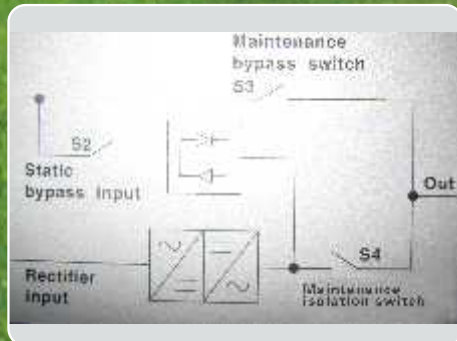 Maintenance
bypass switch
S3
S2
Static
bypass input
Out
S4
Rectifier
input
Maintenance
isolation switch